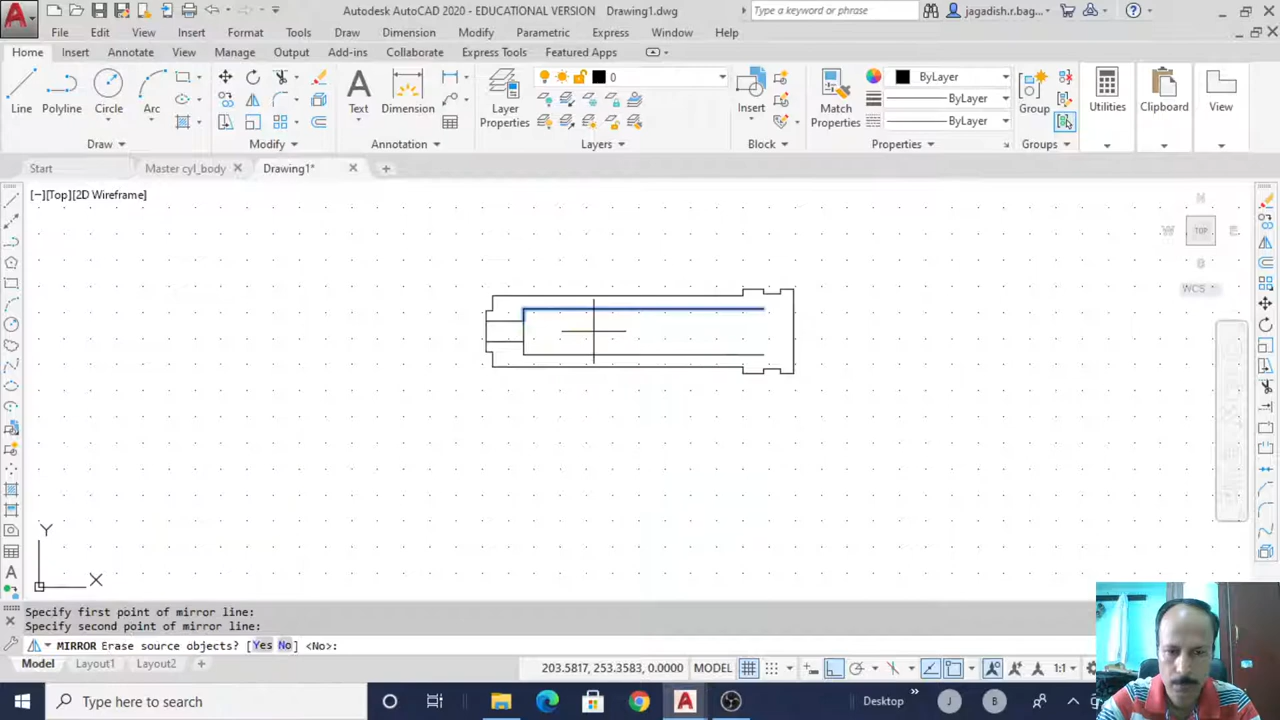 Autodesk AutoCAD 2020 - EDUCATIONAL VERSION Drawing1.dwg
Type a keyword or phrase
jagadish.r.bag...
File Edit View Insert Format Tools Draw Dimension Modify Parametric Express Window Help
Home Insert Annotate View Manage Output Add-ins Collaborate Express Tools Featured Apps
0
ByLayer
ByLayer
ByLayer
Line Polyline Circle Arc
Text Dimension
Layer Properties
Insert
Match Properties
Group
Utilities Clipboard View
Draw Modify Annotation Layers Block Properties Groups
Start Master cyl_body Drawing1*
[−][Top][2D Wireframe]
N
W TOP E
WCS
Y
X
Specify first point of mirror line:
Specify second point of mirror line:
MIRROR Erase source objects? [Yes No] <No>:
Model Layout1 Layout2
203.5817, 253.3583, 0.0000 MODEL 1:1
Type here to search
Desktop
J
B